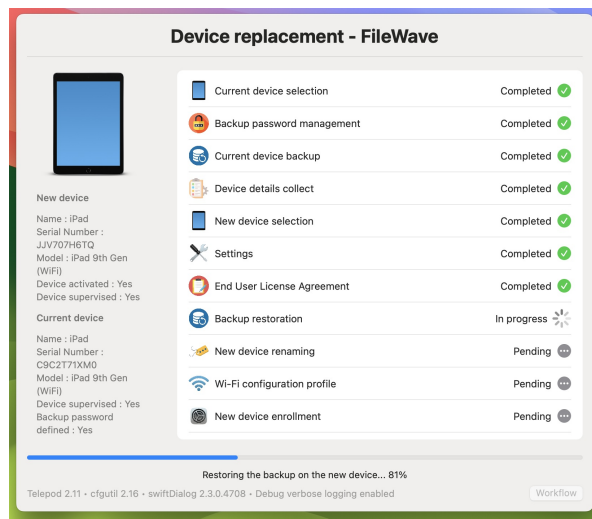 Device replacement - FileWave
New device
Name : iPad
Serial Number :
JJV707H6TQ
Model : iPad 9th Gen
(WiFi)
Device activated : Yes
Device supervised : Yes
Current device
Name : iPad
Serial Number :
C9C2T71XM0
Model : iPad 9th Gen
(WiFi)
Device supervised : Yes
Backup password
defined : Yes
Current device selection Completed
Backup password management Completed
Current device backup Completed
Device details collect Completed
New device selection Completed
Settings Completed
End User License Agreement Completed
Backup restoration In progress
New device renaming Pending
Wi-Fi configuration profile Pending
New device enrollment Pending
Restoring the backup on the new device... 81%
Telepod 2.11 • cfgutil 2.16 • swiftDialog 2.3.0.4708 • Debug verbose logging enabled
Workflow